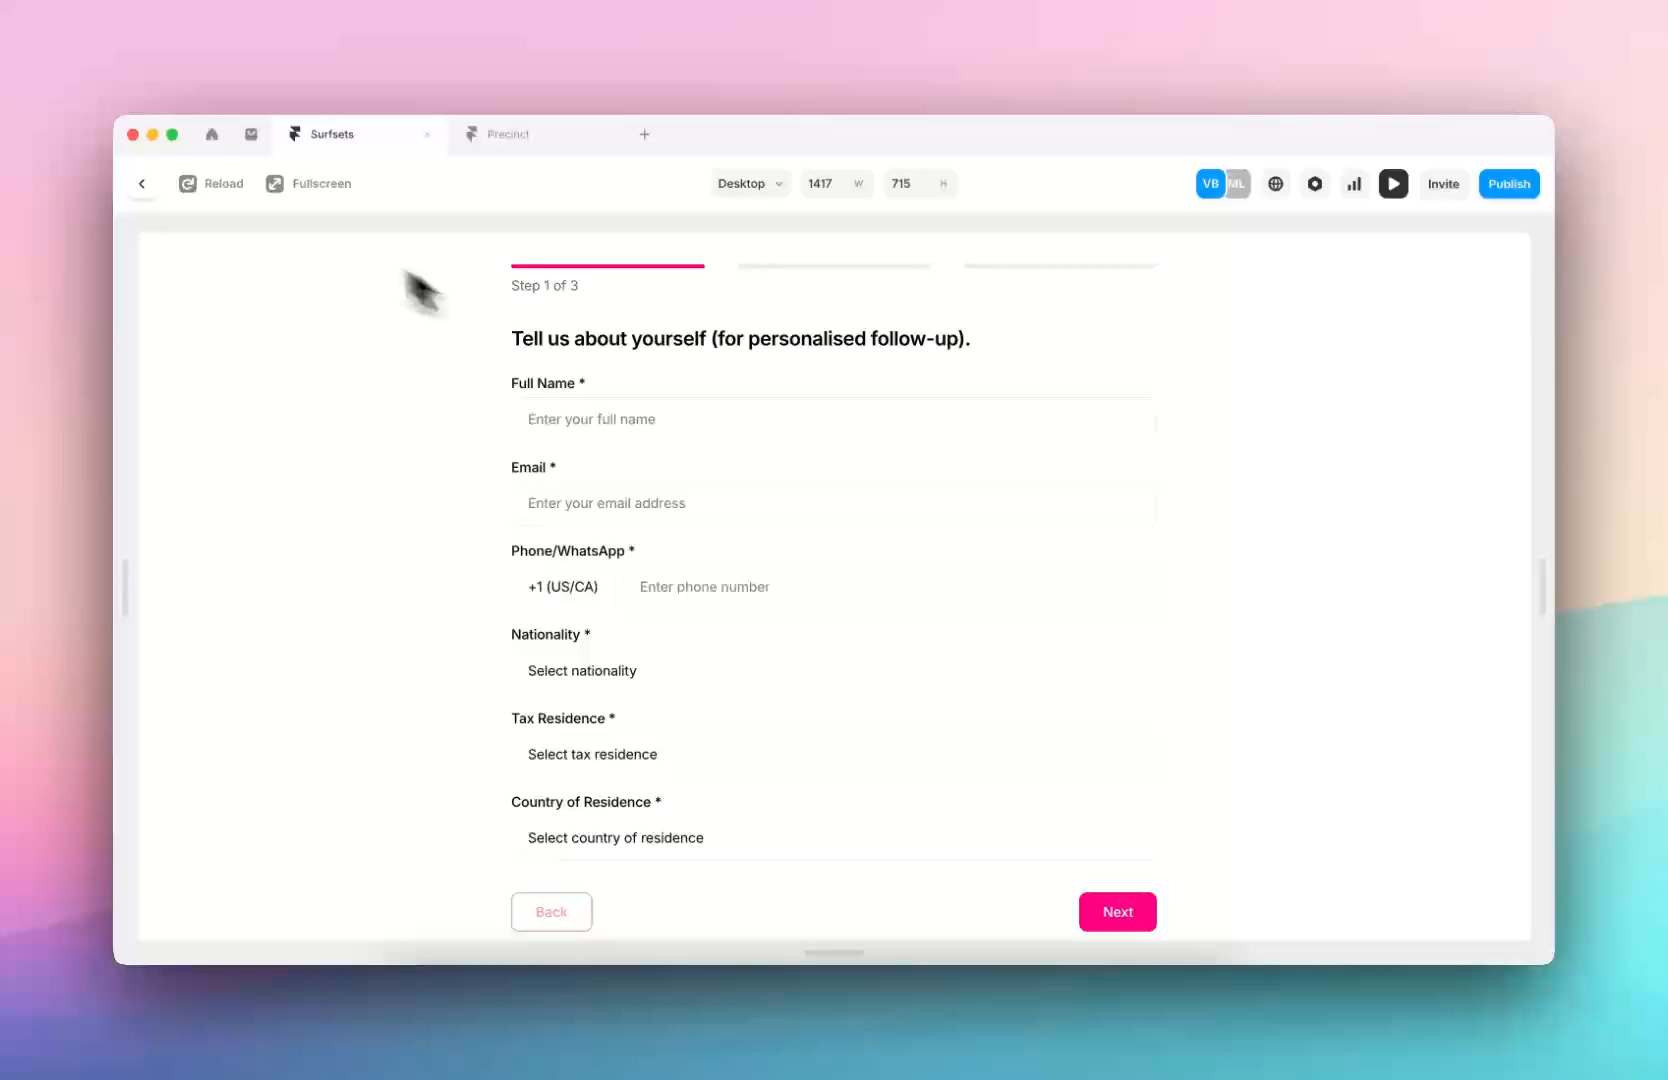 Surfsets
Precinct
Reload
Fullscreen
Desktop
1417 W
715 H
VB
ML
Invite
Publish
Step 1 of 3
Tell us about yourself (for personalised follow-up).
Full Name *
Enter your full name
Email *
Enter your email address
Phone/WhatsApp *
+1 (US/CA) Enter phone number
Nationality *
Select nationality
Tax Residence *
Select tax residence
Country of Residence *
Select country of residence
Back
Next